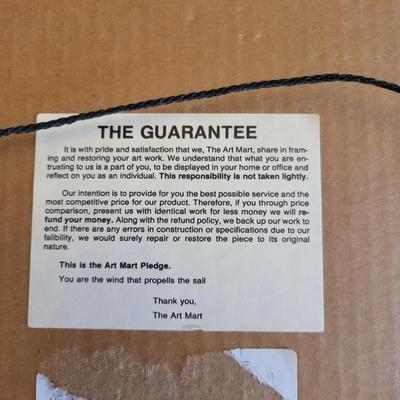 THE GUARANTEE
It is with pride and satisfaction that we, The Art Mart, share in fram-
ing and restoring your art work. We understand that what you are en-
trusting to us is a part of you, to be displayed in your home or office and
reflect on you as an individual. This responsibility is not taken lightly.
Our intention is to provide for you the best possible service and the
most competitive price for our product. Therefore, if you through price
comparison, present us with identical work for less money we will re-
fund your money. Along with the refund policy, we back up our work to
end. If there are any errors in construction or specifications due to our
falibility, we would surely repair or restore the piece to its original
nature.
This is the Art Mart Pledge.
You are the wind that propells the sail
Thank you,
The Art Mart